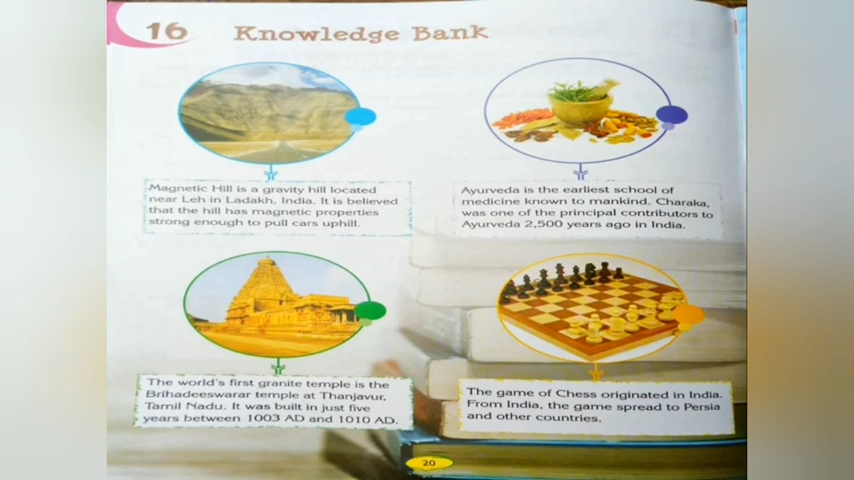 16 Knowledge Bank
Magnetic Hill is a gravity hill located
near Leh in Ladakh, India. It is believed
that the hill has magnetic properties
strong enough to pull cars uphill.
Ayurveda is the earliest school of
medicine known to mankind. Charaka,
was one of the principal contributors to
Ayurveda 2,500 years ago in India.
The world's first granite temple is the
Brihadeeswarar temple at Thanjavur,
Tamil Nadu. It was built in just five
years between 1003 AD and 1010 AD.
The game of Chess originated in India.
From India, the game spread to Persia
and other countries.
20